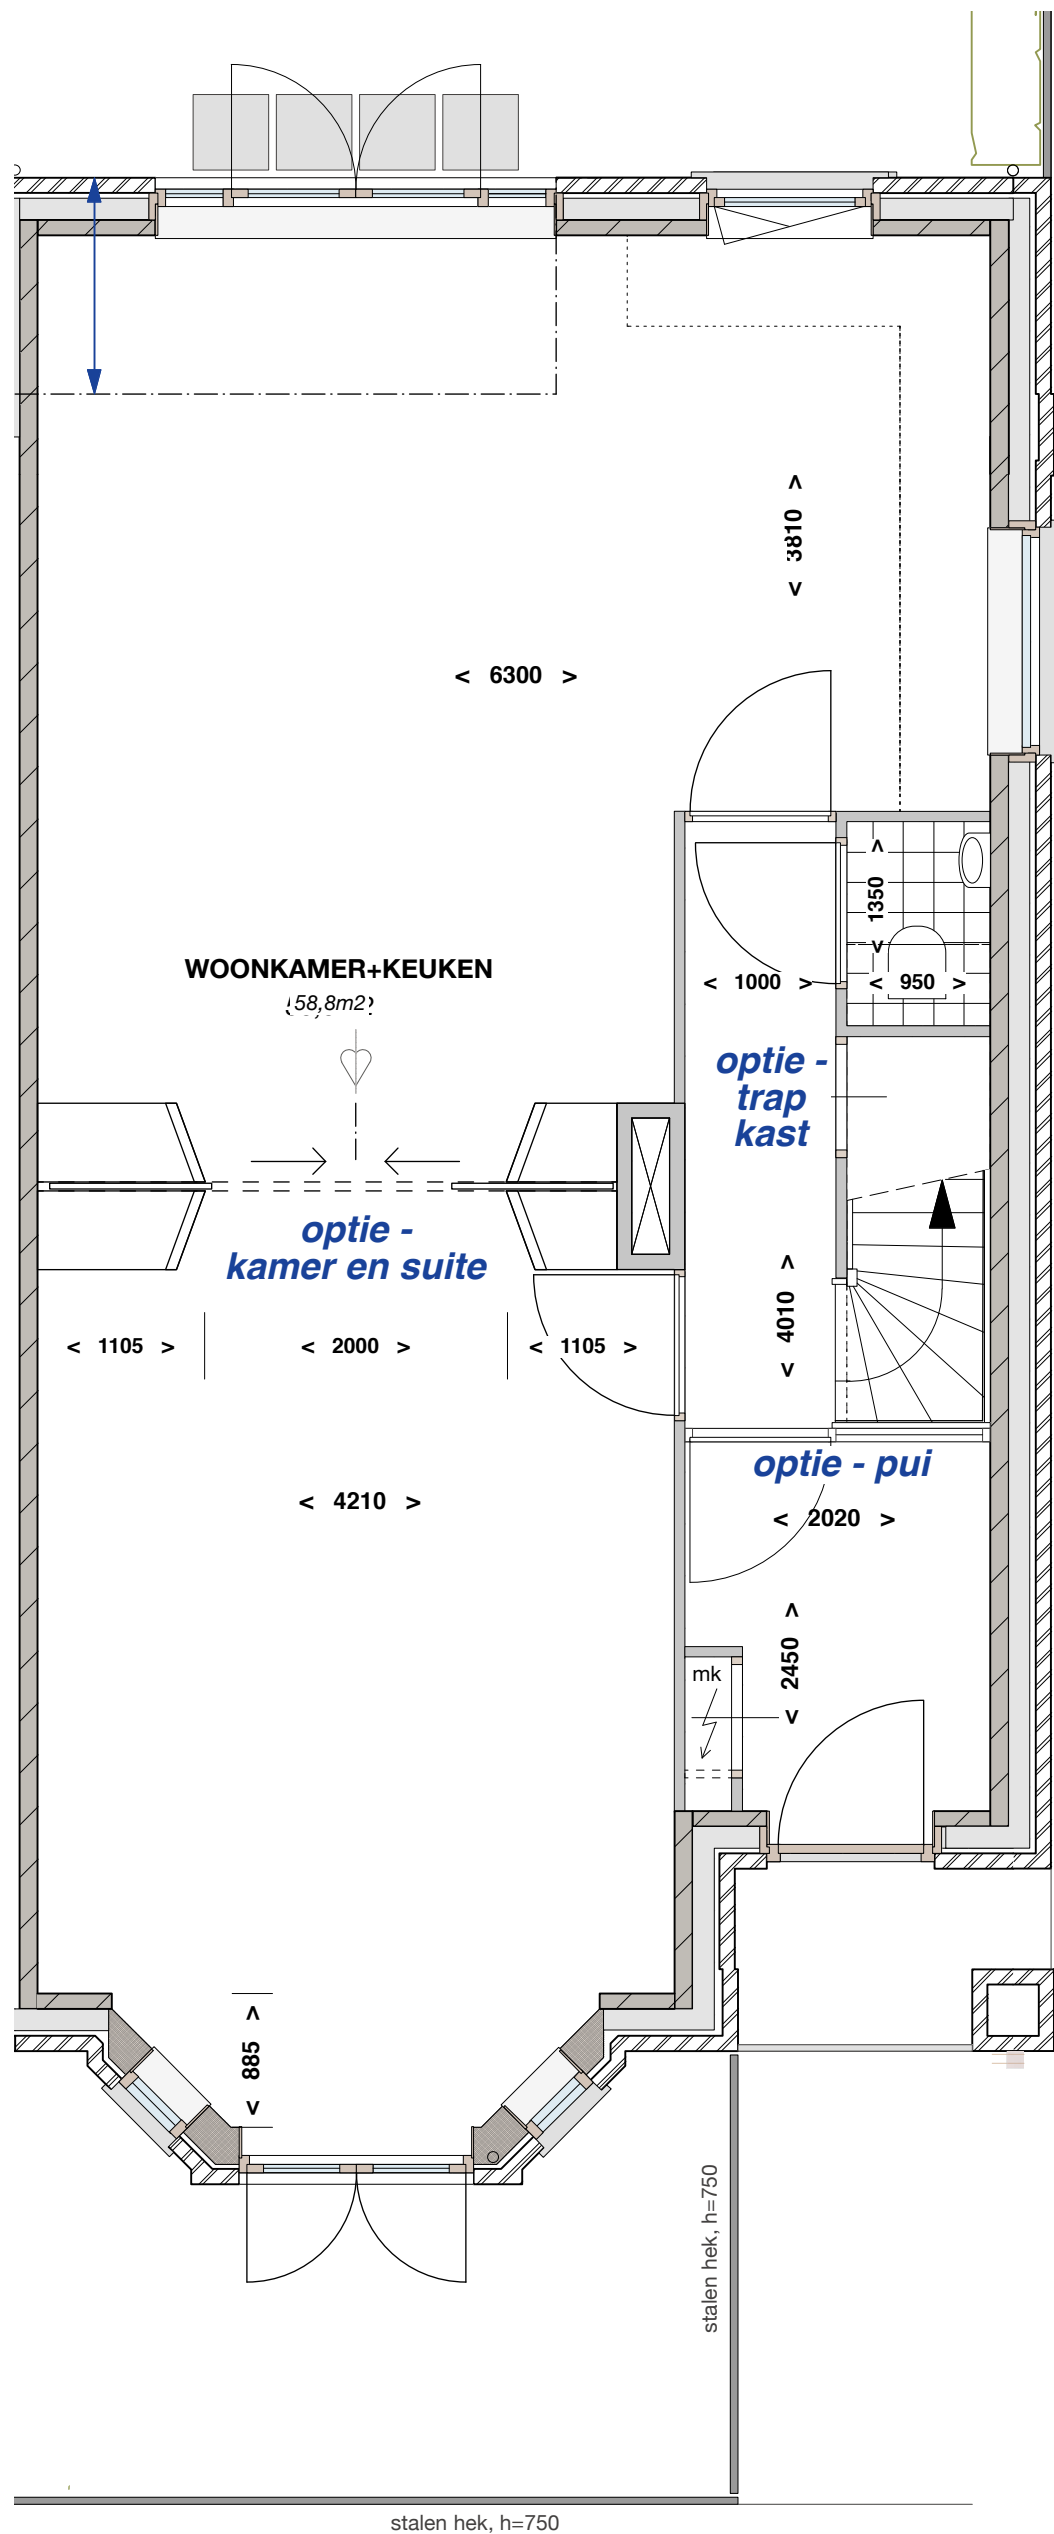 < 3810 >
< 6300 >
< 1350 >
WOONKAMER+KEUKEN
58,8m2
< 1000 >
< 950 >
optie -
trap
kast
optie -
kamer en suite
< 4010 >
< 1105 >
< 2000 >
< 1105 >
optie - pui
< 4210 >
< 2020 >
< 2450 >
mk
< 885 >
stalen hek, h=750
stalen hek, h=750